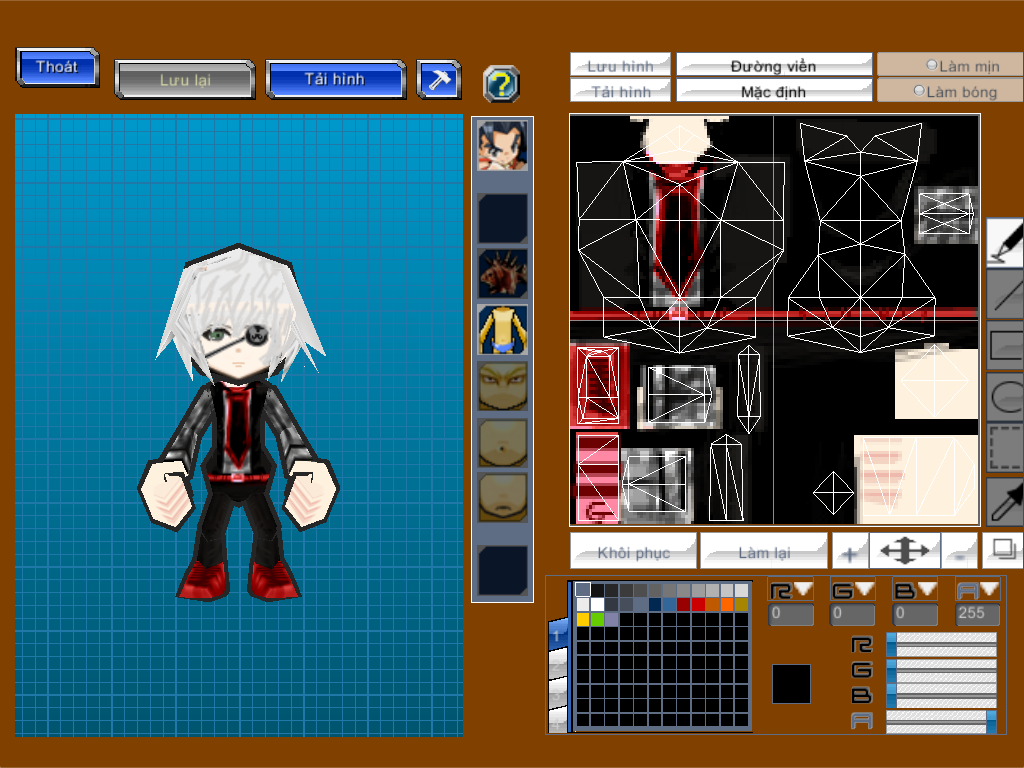 Thoát
Lưu lại
Tải hình
?
Lưu hình
Đường viền
Làm mịn
Tải hình
Mặc định
Làm bóng
Khôi phục
Làm lại
+
-
1
R G B A
0 0 0 255
R
G
B
A